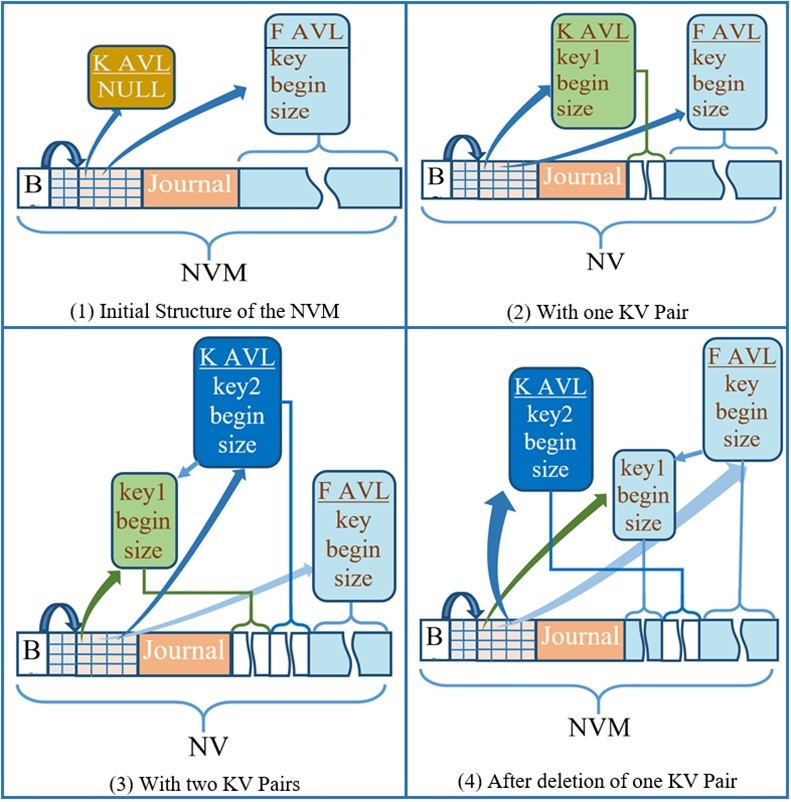 K AVL
NULL
F AVL
key
begin
size
B
Journal
NVM
(1) Initial Structure of the NVM
K AVL
key1
begin
size
F AVL
key
begin
size
B
Journal
NV
(2) With one KV Pair
K AVL
key2
begin
size
key1
begin
size
F AVL
key
begin
size
B
Journal
NV
(3) With two KV Pairs
K AVL
key2
begin
size
key1
begin
size
F AVL
key
begin
size
B
Journal
NVM
(4) After deletion of one KV Pair